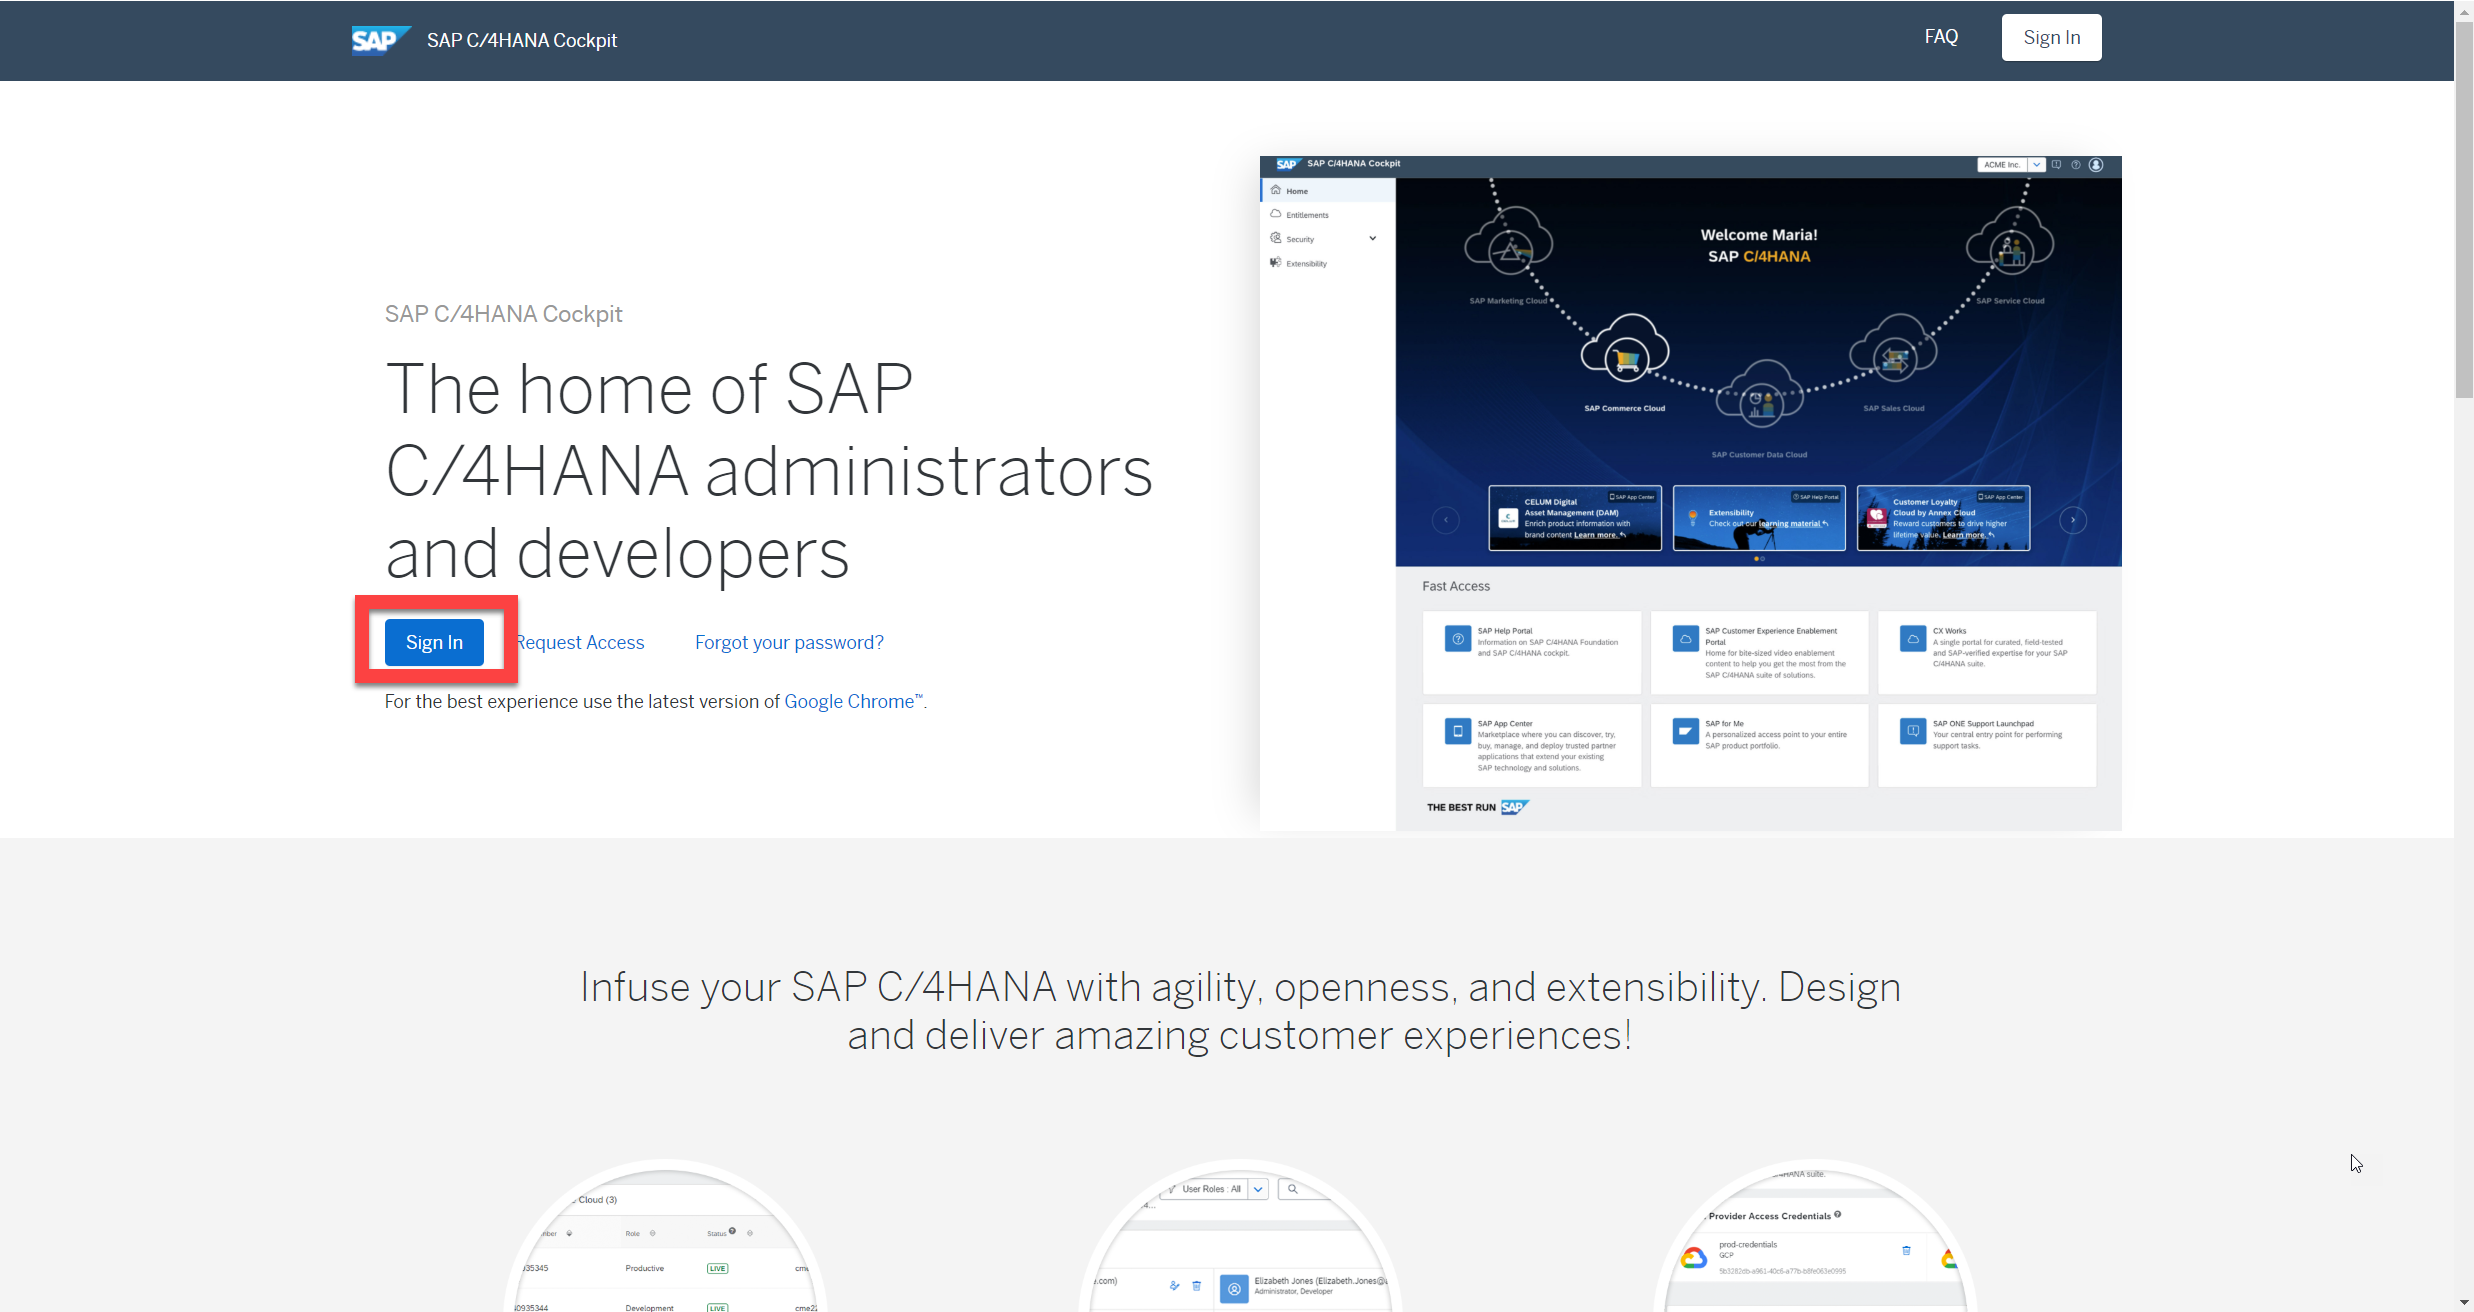 SAP SAP C/4HANA Cockpit
FAQ
Sign In
SAP C/4HANA Cockpit
The home of SAP
C/4HANA administrators
and developers
Sign In
Request Access
Forgot your password?
For the best experience use the latest version of Google Chrome™.
SAP SAP C/4HANA Cockpit
ACME Inc.
Home
Entitlements
Security
Extensibility
Welcome Maria!
SAP C/4HANA
SAP Marketing Cloud
SAP Service Cloud
SAP Commerce Cloud
SAP Sales Cloud
SAP Customer Data Cloud
SAP App Center
CELUM Digital
Asset Management (DAM)
Enrich product information with
brand content Learn more.
SAP Help Portal
Extensibility
Check out our learning material
SAP App Center
Customer Loyalty
Cloud by Annex Cloud
Reward customers to drive higher
lifetime value. Learn more.
Fast Access
SAP Help Portal
Information on SAP C/4HANA Foundation
and SAP C/4HANA cockpit.
SAP Customer Experience Enablement
Portal
Home for bite-sized video enablement
content to help you get the most from the
SAP C/4HANA suite of solutions.
CX Works
A single portal for curated, field-tested
and SAP-verified expertise for your SAP
C/4HANA suite.
SAP App Center
Marketplace where you can discover, try,
buy, manage, and deploy trusted partner
applications that extend your existing
SAP technology and solutions.
SAP for Me
A personalized access point to your entire
SAP product portfolio.
SAP ONE Support Launchpad
Your central entry point for performing
support tasks.
THE BEST RUN SAP
Infuse your SAP C/4HANA with agility, openness, and extensibility. Design
and deliver amazing customer experiences!
Cloud (3)
Role
Status
Productive
LIVE
Development
LIVE
User Roles : All
e.com)
Elizabeth Jones (Elizabeth.Jones@
Administrator, Developer
/4HANA suite.
Provider Access Credentials
prod-credentials
GCP